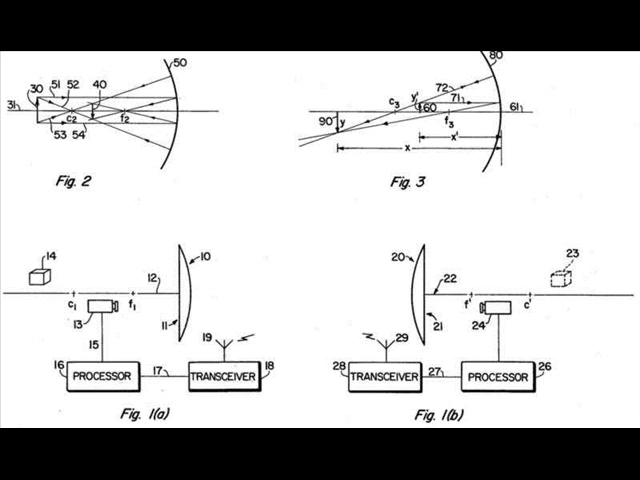 50
51 52 40
30
31
c2 f2
53 54
Fig. 2
80
72 y' 71
c3 60 61
90 y f3
x'
x
Fig. 3
14 10
12
c1 f1
13 11
15 19
16 PROCESSOR 17 TRANSCEIVER 18
Fig. 1(a)
20 23
22
f' c'
24 21
29
28 TRANSCEIVER 27 PROCESSOR 26
Fig. 1(b)